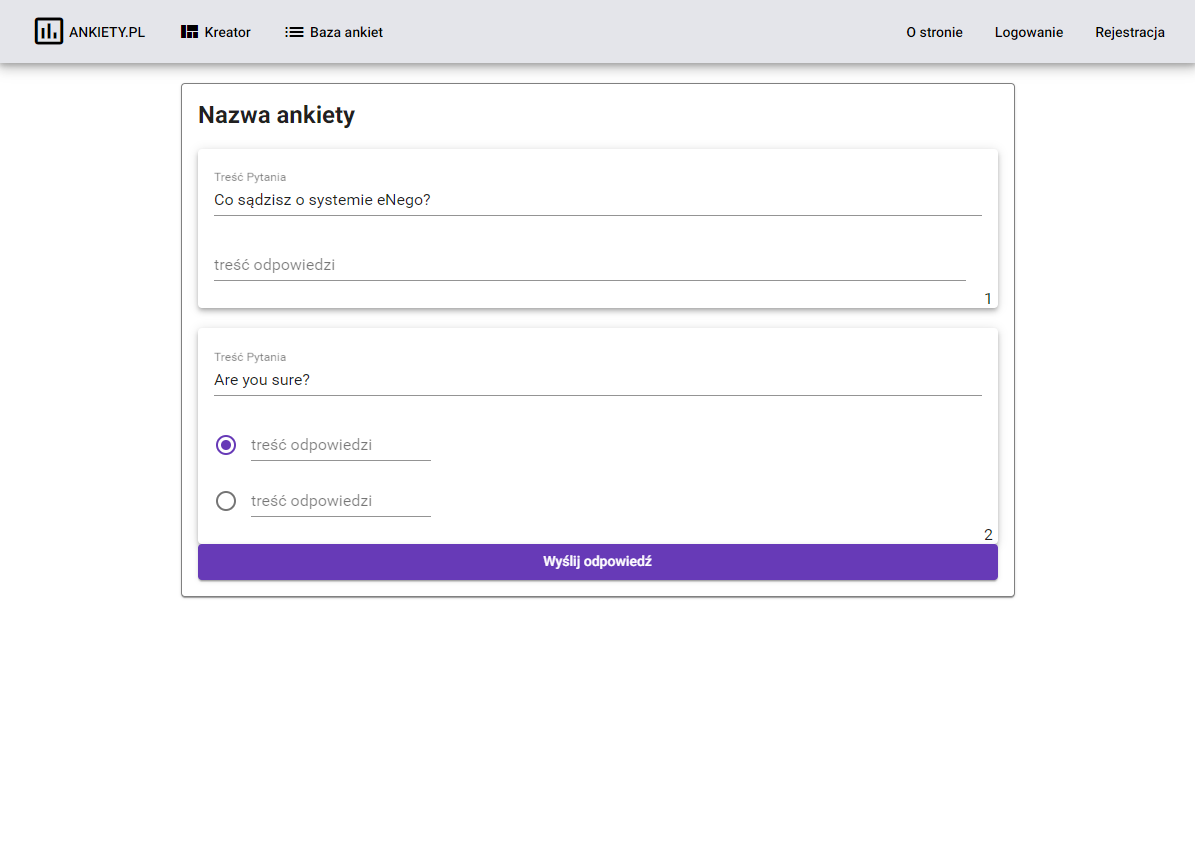 ANKIETY.PL Kreator Baza ankiet O stronie Logowanie Rejestracja
Nazwa ankiety
Treść Pytania
Co sądzisz o systemie eNego?
treść odpowiedzi
1
Treść Pytania
Are you sure?
treść odpowiedzi
treść odpowiedzi
2
Wyślij odpowiedź